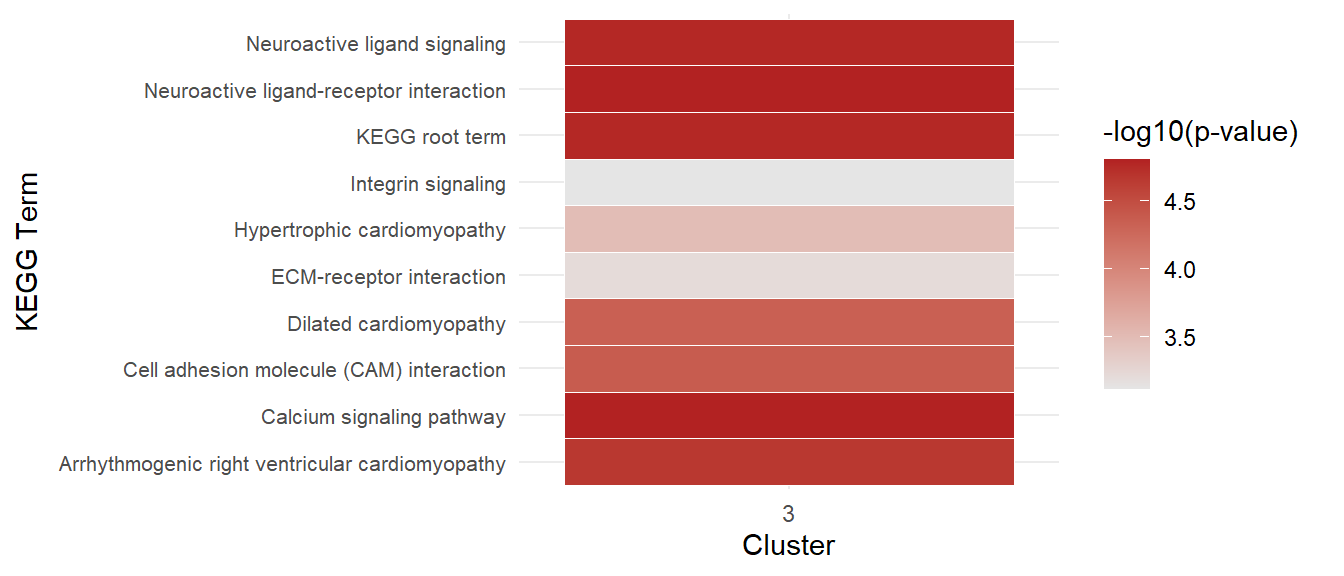 Neuroactive ligand signaling
Neuroactive ligand-receptor interaction
KEGG root term
Integrin signaling
Hypertrophic cardiomyopathy
ECM-receptor interaction
Dilated cardiomyopathy
Cell adhesion molecule (CAM) interaction
Calcium signaling pathway
Arrhythmogenic right ventricular cardiomyopathy
KEGG Term
3
Cluster
-log10(p-value)
4.5
4.0
3.5